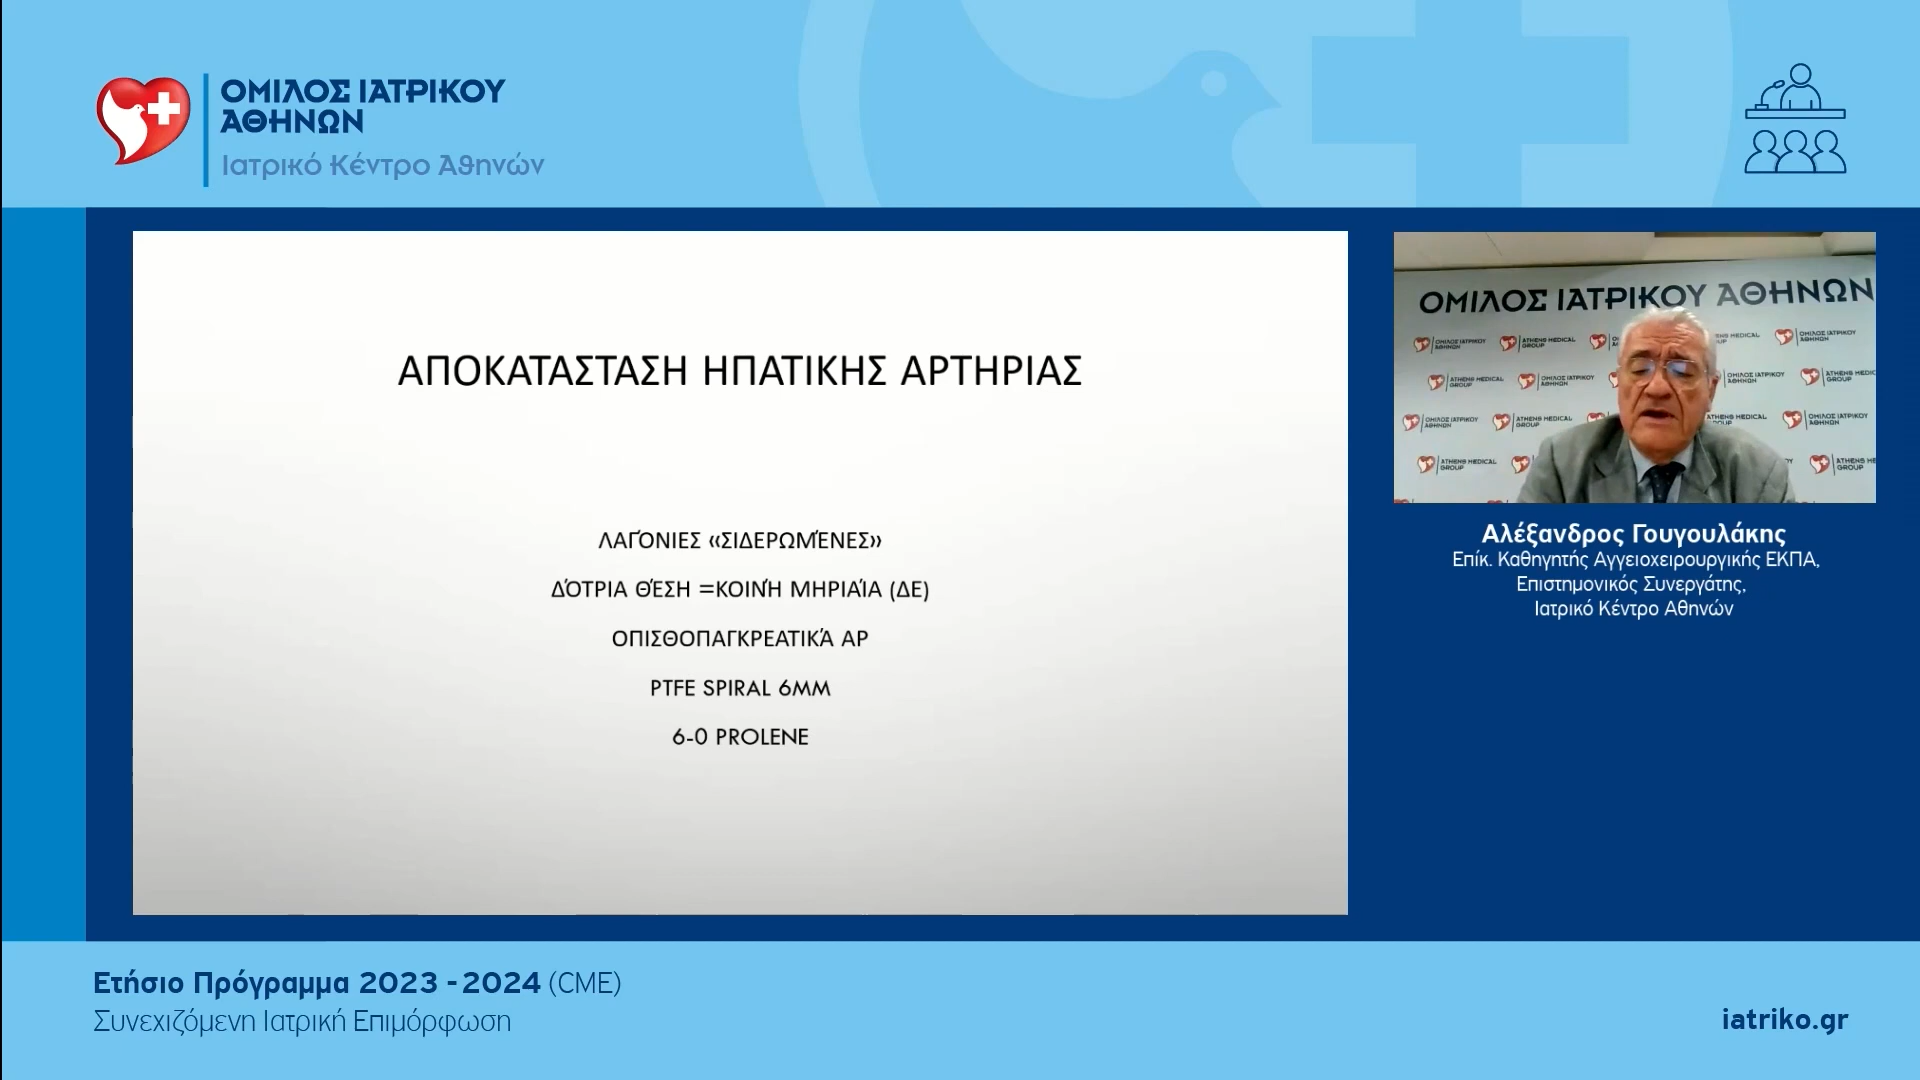 ΟΜΙΛΟΣ ΙΑΤΡΙΚΟΥ
ΑΘΗΝΩΝ
Ιατρικό Κέντρο Αθηνών
ΑΠΟΚΑΤΑΣΤΑΣΗ ΗΠΑΤΙΚΗΣ ΑΡΤΗΡΙΑΣ
ΛΑΓΌΝΙΕΣ «ΣΙΔΕΡΩΜΈΝΕΣ»
ΔΌΤΡΙΑ ΘΈΣΗ =ΚΟΙΝΉ ΜΗΡΙΑΊΑ (ΔΕ)
ΟΠΙΣΘΟΠΑΓΚΡΕΑΤΙΚΆ ΑΡ
PTFE SPIRAL 6MM
6-0 PROLENE
ΟΜΙΛΟΣ ΙΑΤΡΙΚΟΥ ΑΘΗΝΩΝ
Αλέξανδρος Γουγουλάκης
Επίκ. Καθηγητής Αγγειοχειρουργικής ΕΚΠΑ,
Επιστημονικός Συνεργάτης,
Ιατρικό Κέντρο Αθηνών
Ετήσιο Πρόγραμμα 2023 - 2024 (CME)
Συνεχιζόμενη Ιατρική Επιμόρφωση
iatriko.gr